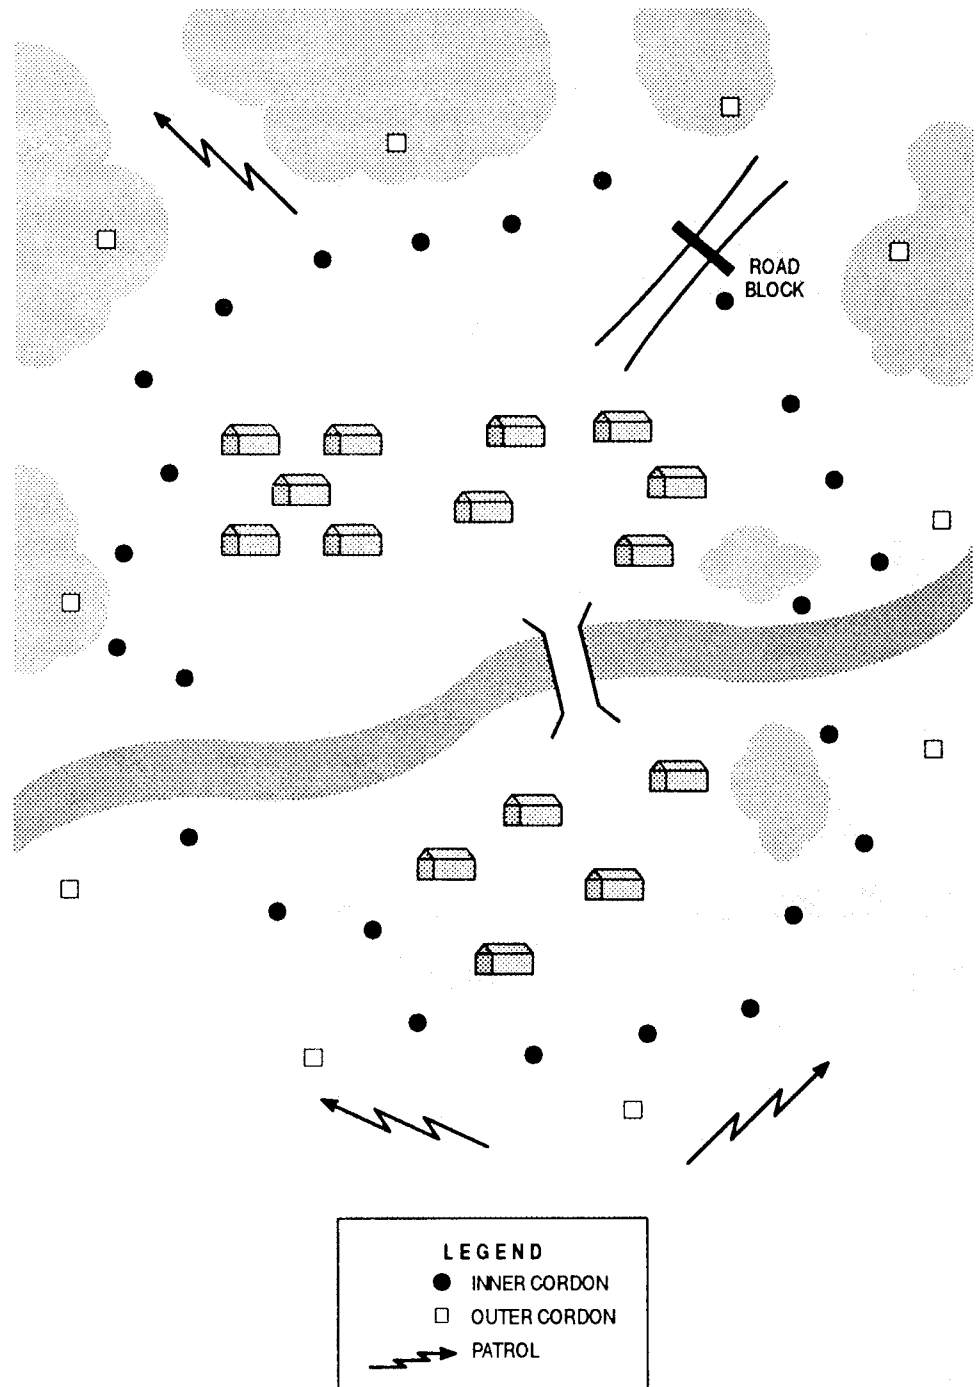 ROAD
BLOCK
LEGEND
INNER CORDON
OUTER CORDON
PATROL